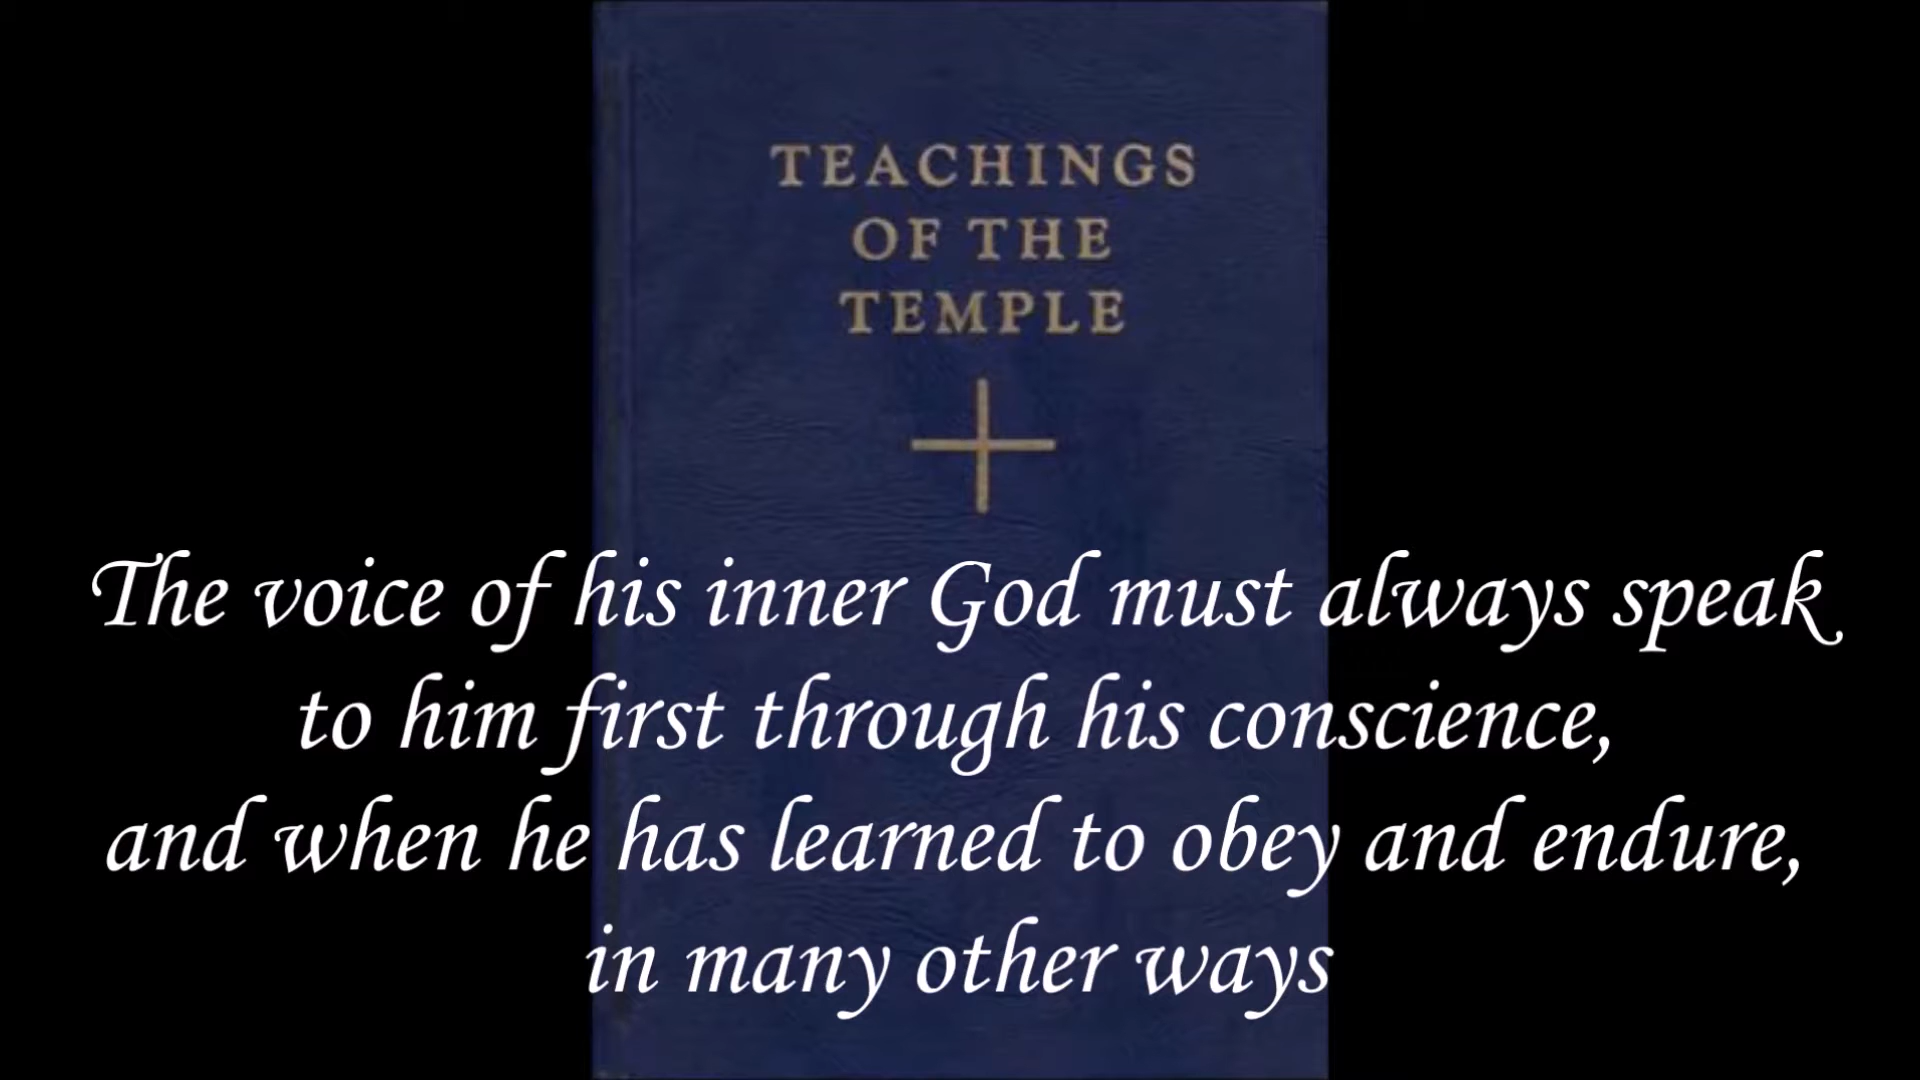 TEACHINGS
OF THE
TEMPLE
The voice of his inner God must always speak
to him first through his conscience,
and when he has learned to obey and endure,
in many other ways